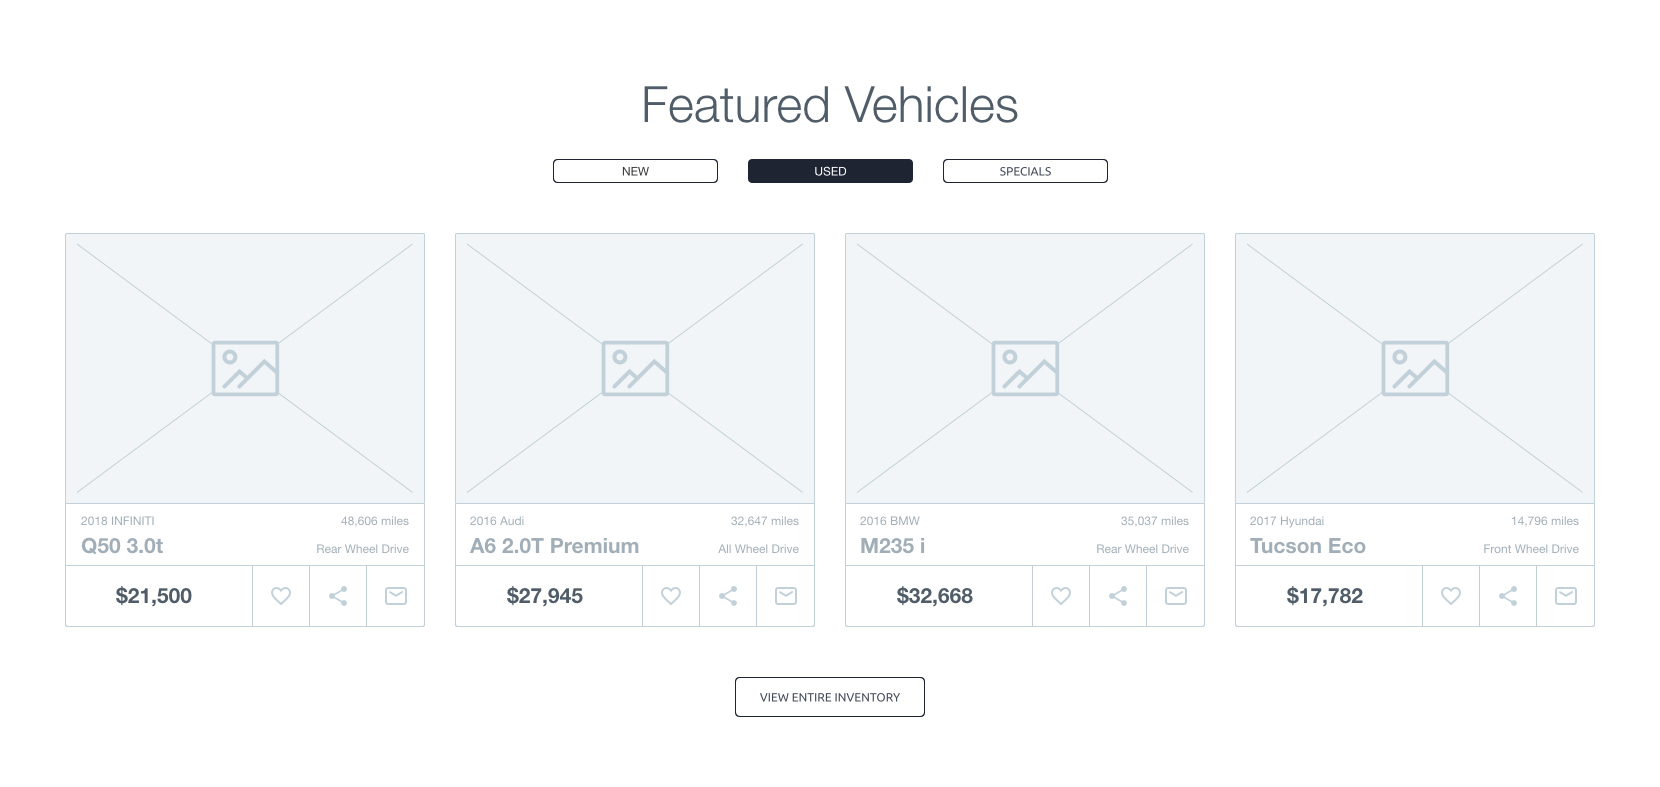 Featured Vehicles
NEW
USED
SPECIALS
2018 INFINITI
48,606 miles
Q50 3.0t
Rear Wheel Drive
$21,500
2016 Audi
32,647 miles
A6 2.0T Premium
All Wheel Drive
$27,945
2016 BMW
35,037 miles
M235 i
Rear Wheel Drive
$32,668
2017 Hyundai
14,796 miles
Tucson Eco
Front Wheel Drive
$17,782
VIEW ENTIRE INVENTORY